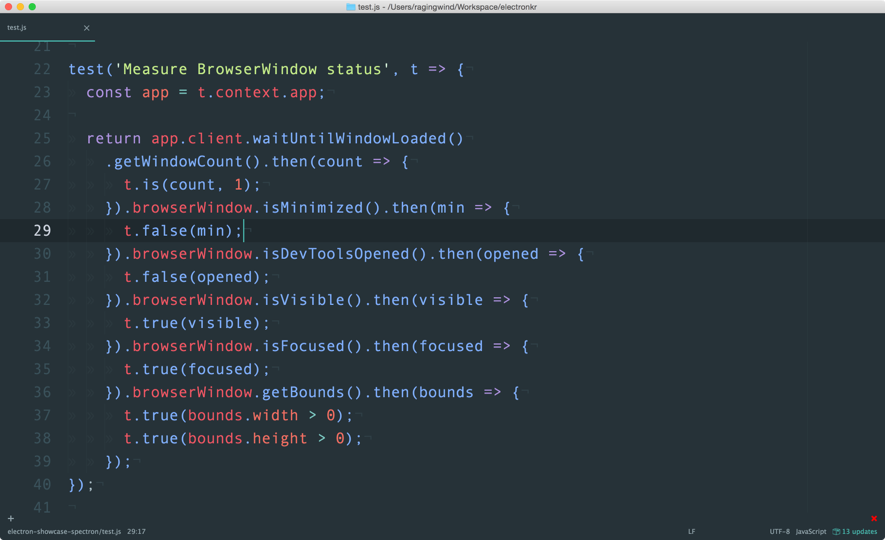 test.js - /Users/ragingwind/Workspace/electronkr
test.js
21
22 test('Measure BrowserWindow status', t => {
23   const app = t.context.app;
24
25   return app.client.waitUntilWindowLoaded()
26     .getWindowCount().then(count => {
27       t.is(count, 1);
28     }).browserWindow.isMinimized().then(min => {
29       t.false(min);
30     }).browserWindow.isDevToolsOpened().then(opened => {
31       t.false(opened);
32     }).browserWindow.isVisible().then(visible => {
33       t.true(visible);
34     }).browserWindow.isFocused().then(focused => {
35       t.true(focused);
36     }).browserWindow.getBounds().then(bounds => {
37       t.true(bounds.width > 0);
38       t.true(bounds.height > 0);
39     });
40 });
41
electron-showcase-spectron/test.js 29:17 LF UTF-8 JavaScript 13 updates